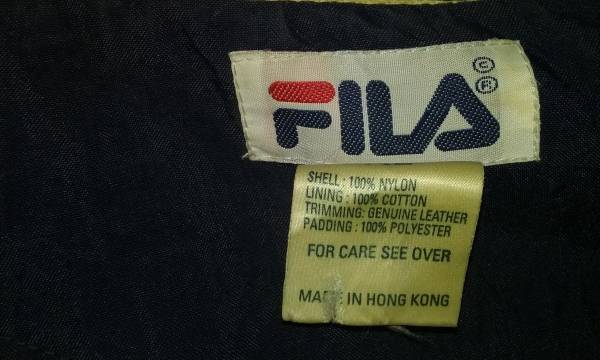 FILA
© ®
SHELL : 100% NYLON
LINING : 100% COTTON
TRIMMING: GENUINE LEATHER
PADDING : 100% POLYESTER
FOR CARE SEE OVER
MADE IN HONG KONG